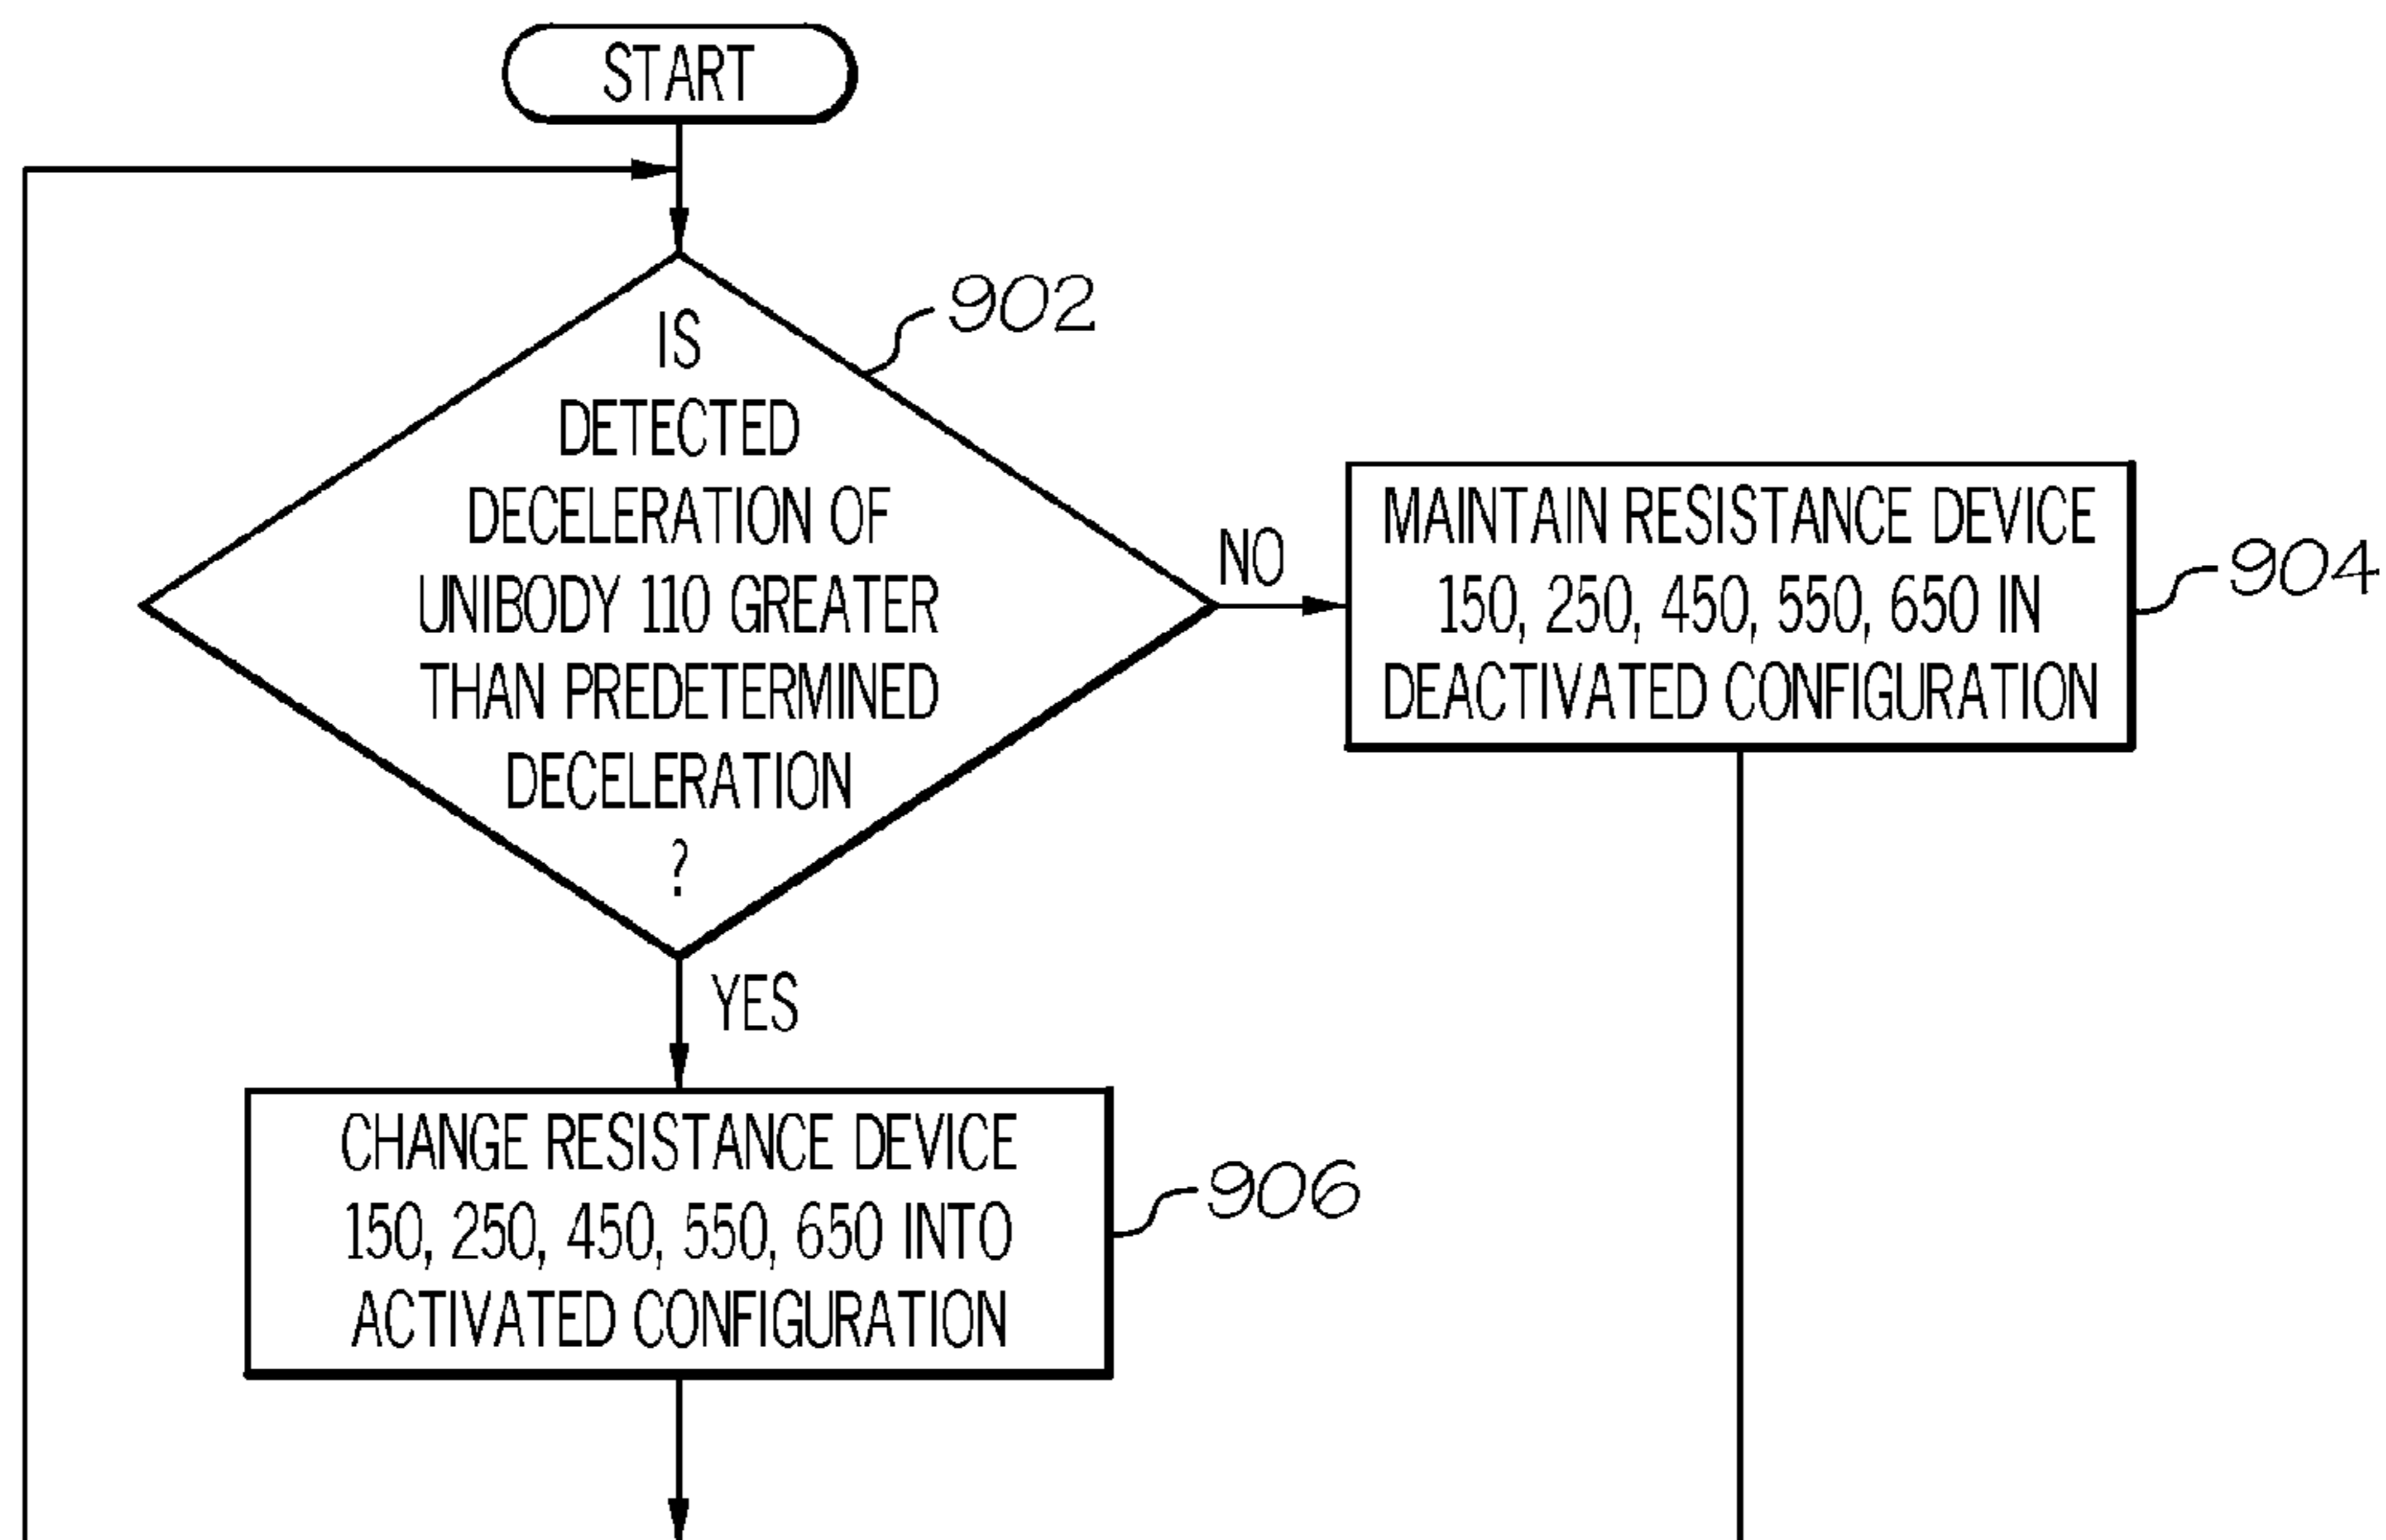 START
902
IS
DETECTED
DECELERATION OF
UNIBODY 110 GREATER
THAN PREDETERMINED
DECELERATION
?
NO
MAINTAIN RESISTANCE DEVICE
150, 250, 450, 550, 650 IN
DEACTIVATED CONFIGURATION
904
YES
CHANGE RESISTANCE DEVICE
150, 250, 450, 550, 650 INTO
ACTIVATED CONFIGURATION
906